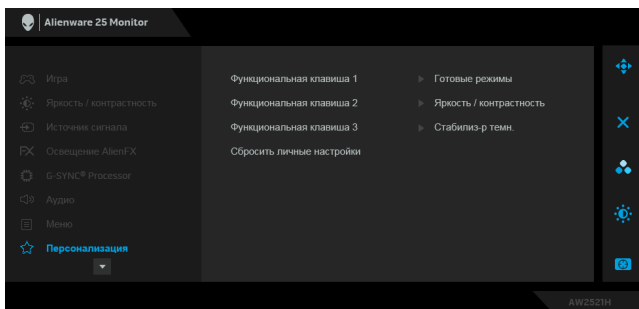 Alienware 25 Monitor
Игра
Яркость / контрастность
Источник сигнала
Освещение AlienFX
G-SYNC® Processor
Аудио
Меню
Персонализация
Функциональная клавиша 1 Готовые режимы
Функциональная клавиша 2 Яркость / контрастность
Функциональная клавиша 3 Стабилиз-р темн.
Сбросить личные настройки
AW2521H